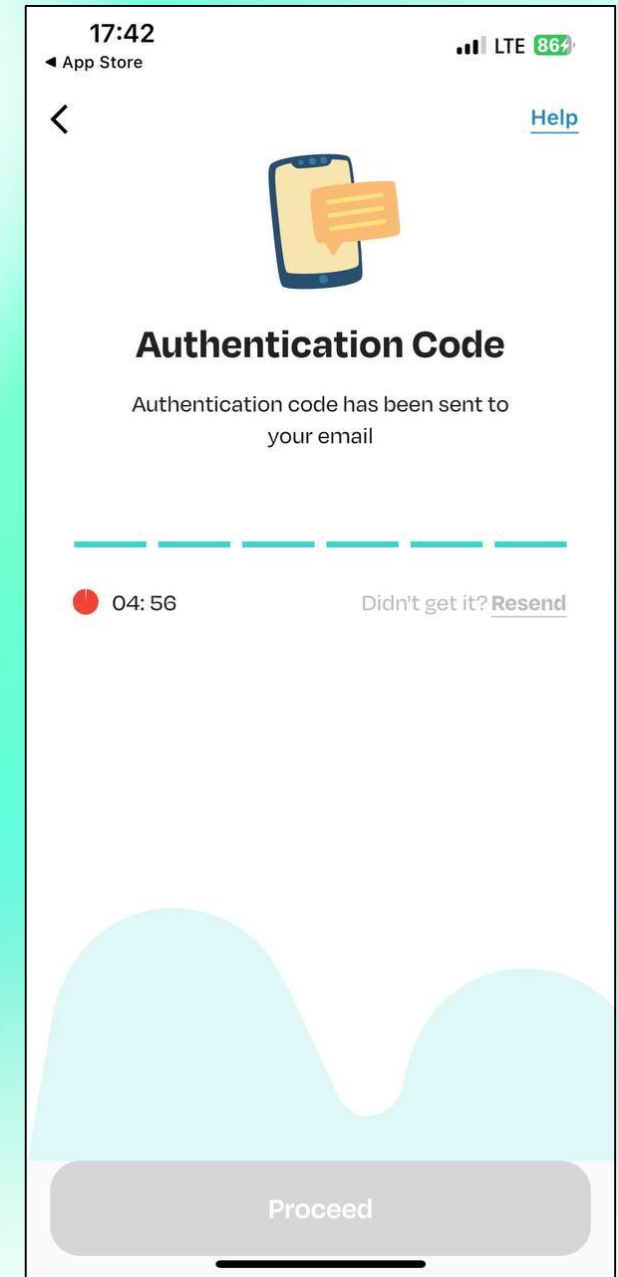 17:42
LTE 86
◀ App Store
Help
Authentication Code
Authentication code has been sent to
your email
04: 56
Didn't get it? Resend
Proceed